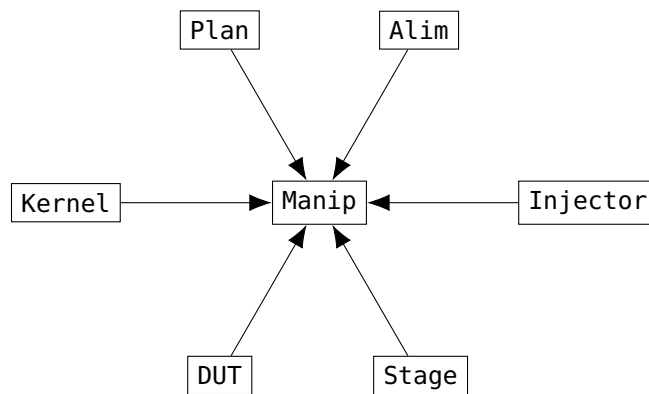 Plan
Alim
Kernel
Manip
Injector
DUT
Stage